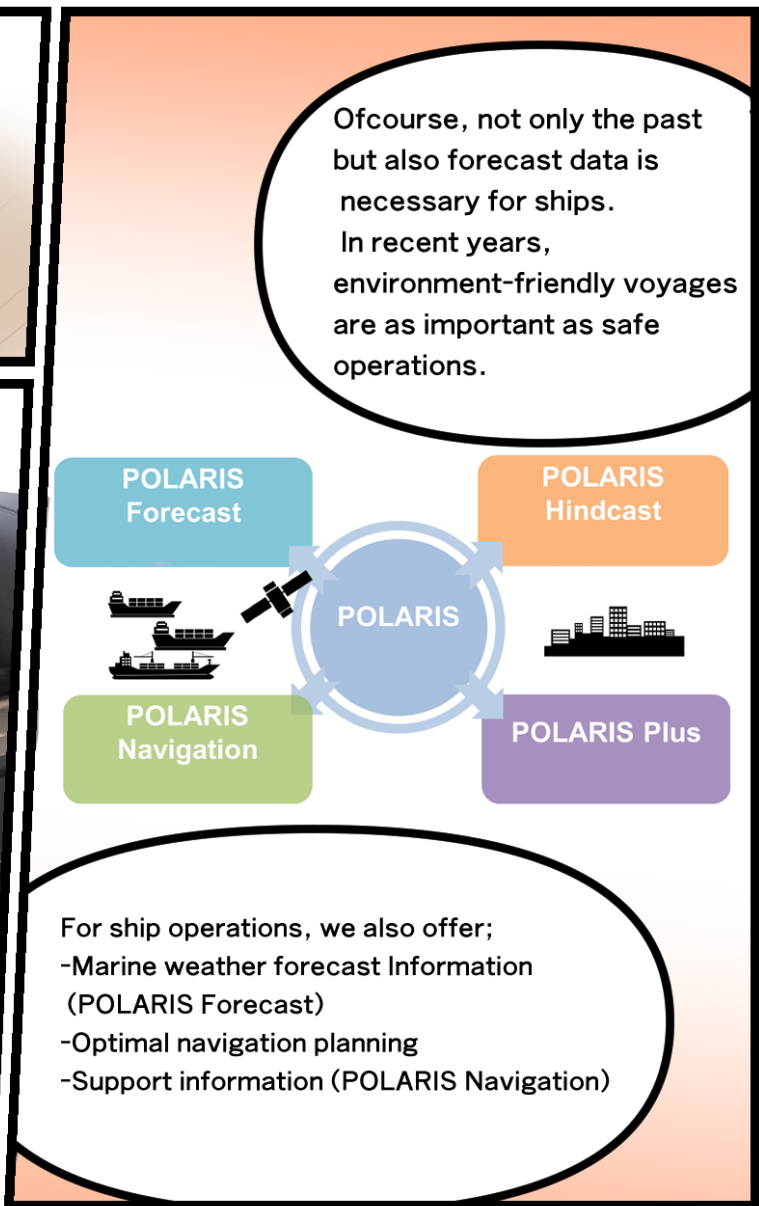 Ofcourse, not only the past
but also forecast data is
necessary for ships.
In recent years,
environment-friendly voyages
are as important as safe
operations.
POLARIS
Forecast
POLARIS
Hindcast
POLARIS
POLARIS
Navigation
POLARIS Plus
For ship operations, we also offer;
-Marine weather forecast Information
(POLARIS Forecast)
-Optimal navigation planning
-Support information (POLARIS Navigation)